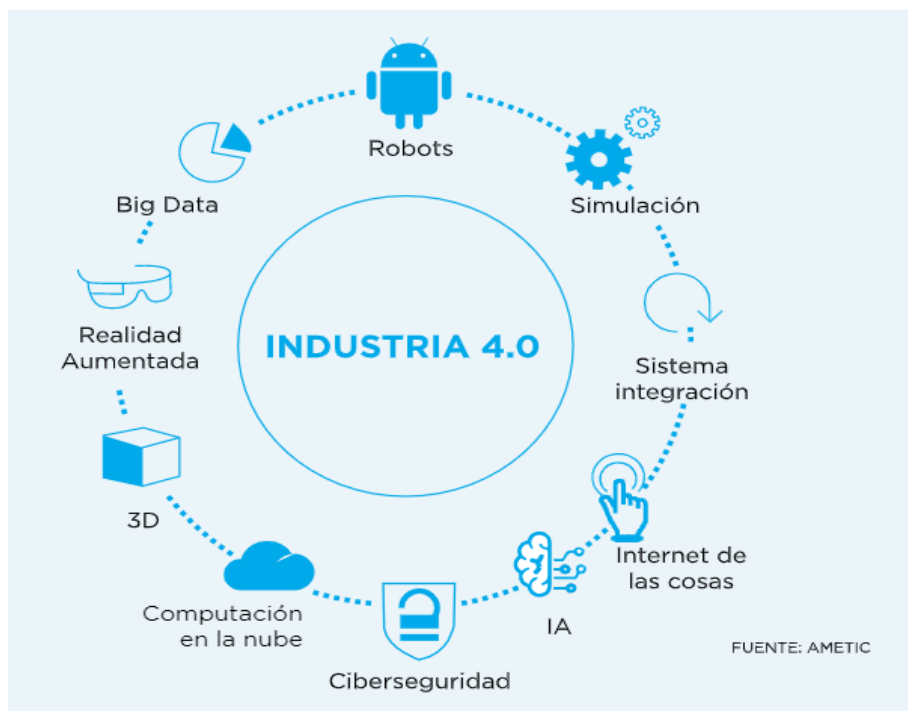 Robots
Big Data
Simulación
INDUSTRIA 4.0
Realidad
Aumentada
Sistema
integración
3D
Internet de
las cosas
Computación
en la nube
IA
Ciberseguridad
FUENTE: AMETIC